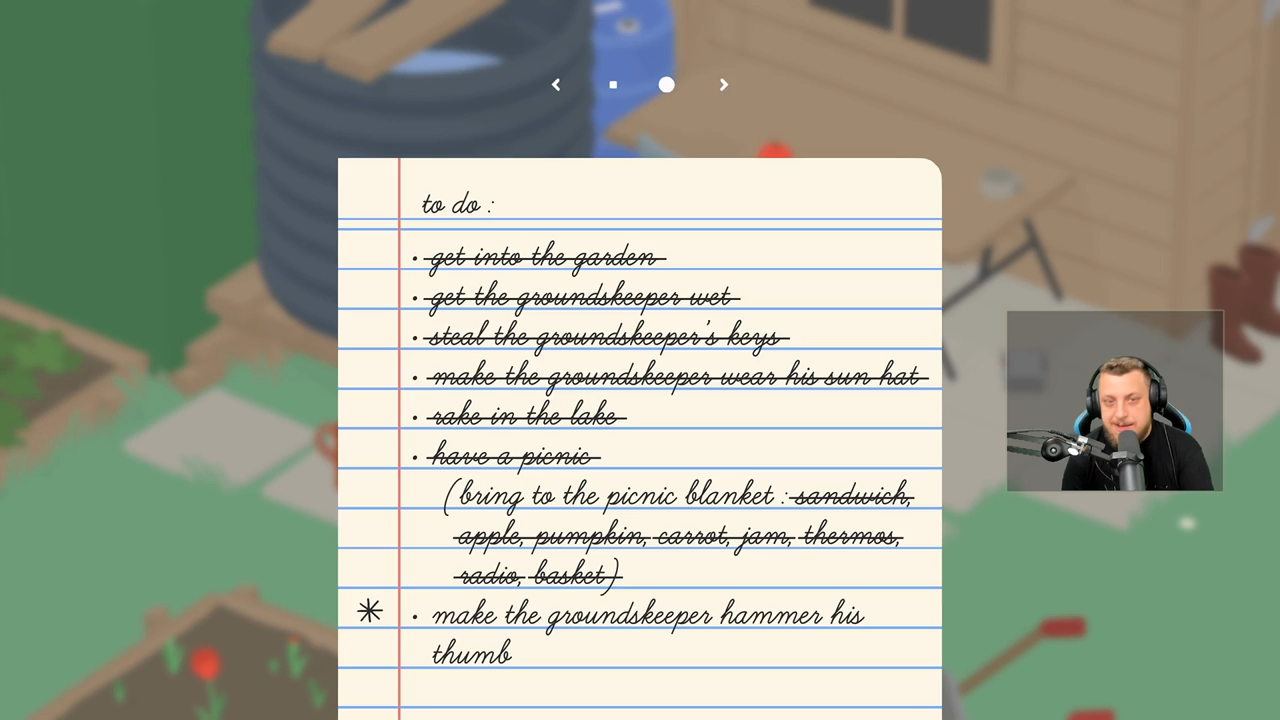 to do :
• get into the garden
• get the groundskeeper wet
• steal the groundskeeper's keys
• make the groundskeeper wear his sun hat
• rake in the lake
• have a picnic
(bring to the picnic blanket : sandwich,
apple, pumpkin, carrot, jam, thermos,
radio, basket)
• make the groundskeeper hammer his
thumb